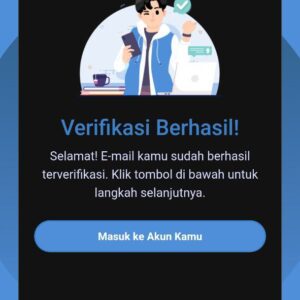 Verifikasi Berhasil!
Selamat! E-mail kamu sudah berhasil
terverifikasi. Klik tombol di bawah untuk
langkah selanjutnya.
Masuk ke Akun Kamu